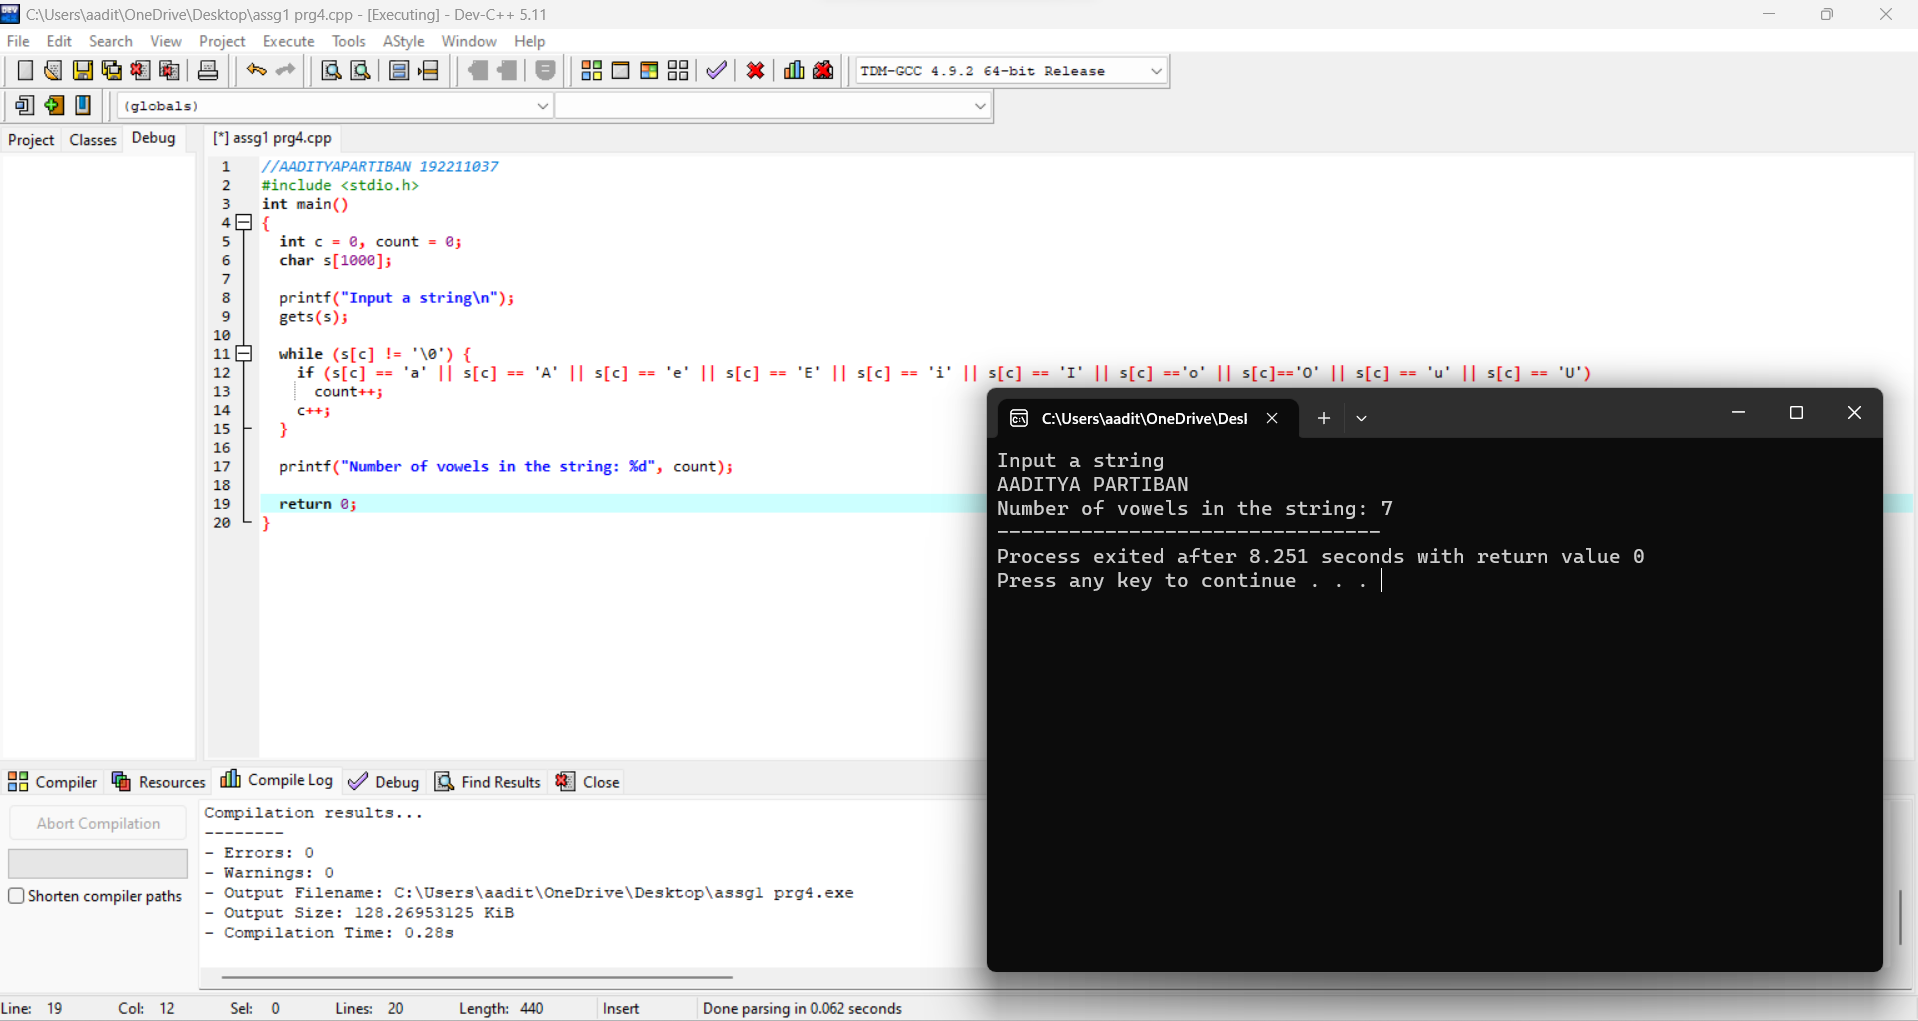 C:\Users\aadit\OneDrive\Desktop\assg1 prg4.cpp - [Executing] - Dev-C++ 5.11
File Edit Search View Project Execute Tools AStyle Window Help
TDM-GCC 4.9.2 64-bit Release
(globals)
Project Classes Debug
[*] assg1 prg4.cpp
1 //AADITYAPARTIBAN 192211037
2 #include <stdio.h>
3 int main()
4 {
5 int c = 0, count = 0;
6 char s[1000];
7
8 printf("Input a string\n");
9 gets(s);
10
11 while (s[c] != '\0') {
12 if (s[c] == 'a' || s[c] == 'A' || s[c] == 'e' || s[c] == 'E' || s[c] == 'i' || s[c] == 'I' || s[c] =='o' || s[c]=='O' || s[c] == 'u' || s[c] == 'U')
13 count++;
14 c++;
15 }
16
17 printf("Number of vowels in the string: %d", count);
18
19 return 0;
20 }
C:\Users\aadit\OneDrive\Desl
Input a string
AADITYA PARTIBAN
Number of vowels in the string: 7
--------------------------------
Process exited after 8.251 seconds with return value 0
Press any key to continue . . .
Compiler Resources Compile Log Debug Find Results Close
Abort Compilation
Shorten compiler paths
Compilation results...
--------
- Errors: 0
- Warnings: 0
- Output Filename: C:\Users\aadit\OneDrive\Desktop\assg1 prg4.exe
- Output Size: 128.26953125 KiB
- Compilation Time: 0.28s
Line: 19 Col: 12 Sel: 0 Lines: 20 Length: 440 Insert Done parsing in 0.062 seconds